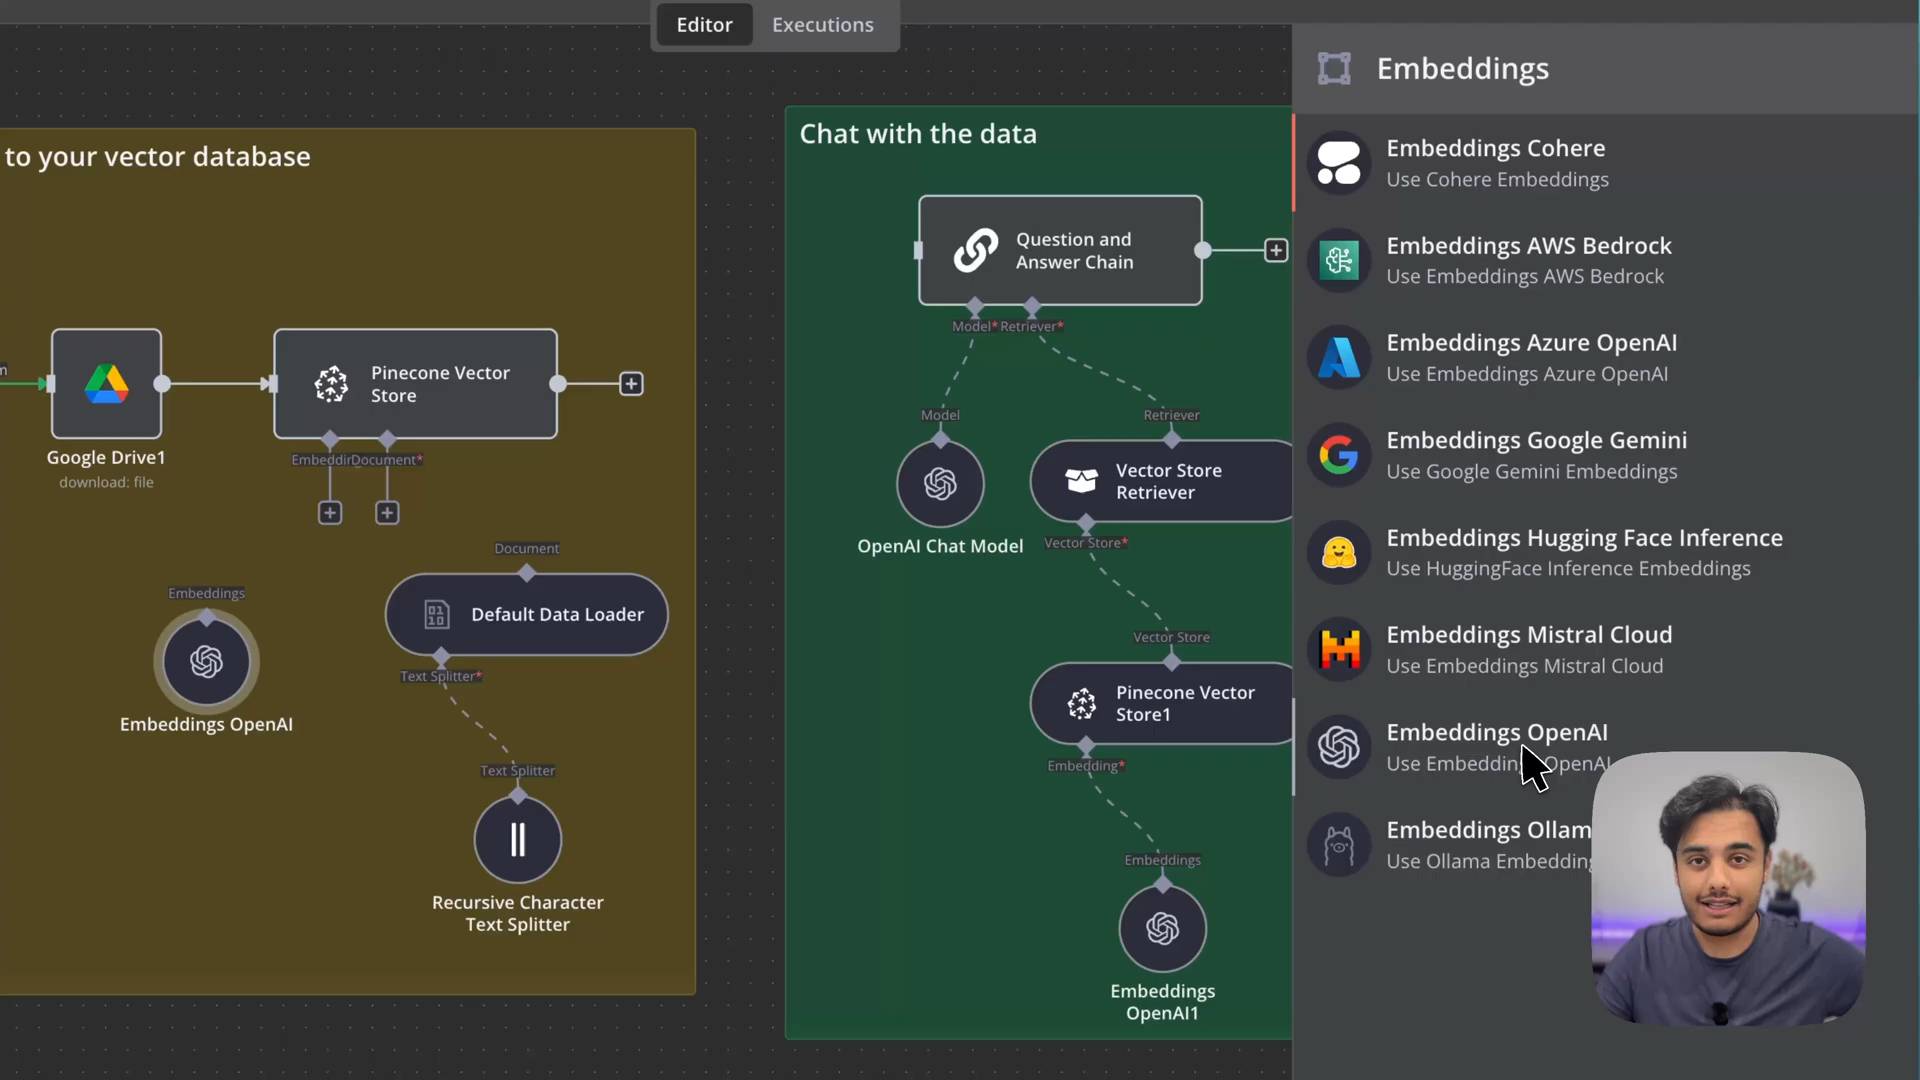 Editor
Executions
to your vector database
Google Drive1
download: file
Pinecone Vector
Store
Document*
Embeddings
Embeddings OpenAI
Document
Default Data Loader
Text Splitter*
Text Splitter
Recursive Character
Text Splitter
Chat with the data
Question and
Answer Chain
Model*
Retriever*
Model
OpenAI Chat Model
Retriever
Vector Store
Retriever
Vector Store*
Vector Store
Pinecone Vector
Store1
Embedding*
Embeddings
Embeddings
OpenAI1
Embeddings
Embeddings Cohere
Use Cohere Embeddings
Embeddings AWS Bedrock
Use Embeddings AWS Bedrock
Embeddings Azure OpenAI
Use Embeddings Azure OpenAI
Embeddings Google Gemini
Use Google Gemini Embeddings
Embeddings Hugging Face Inference
Use HuggingFace Inference Embeddings
Embeddings Mistral Cloud
Use Embeddings Mistral Cloud
Embeddings OpenAI
Use OpenAI
Embeddings
Use Ollama